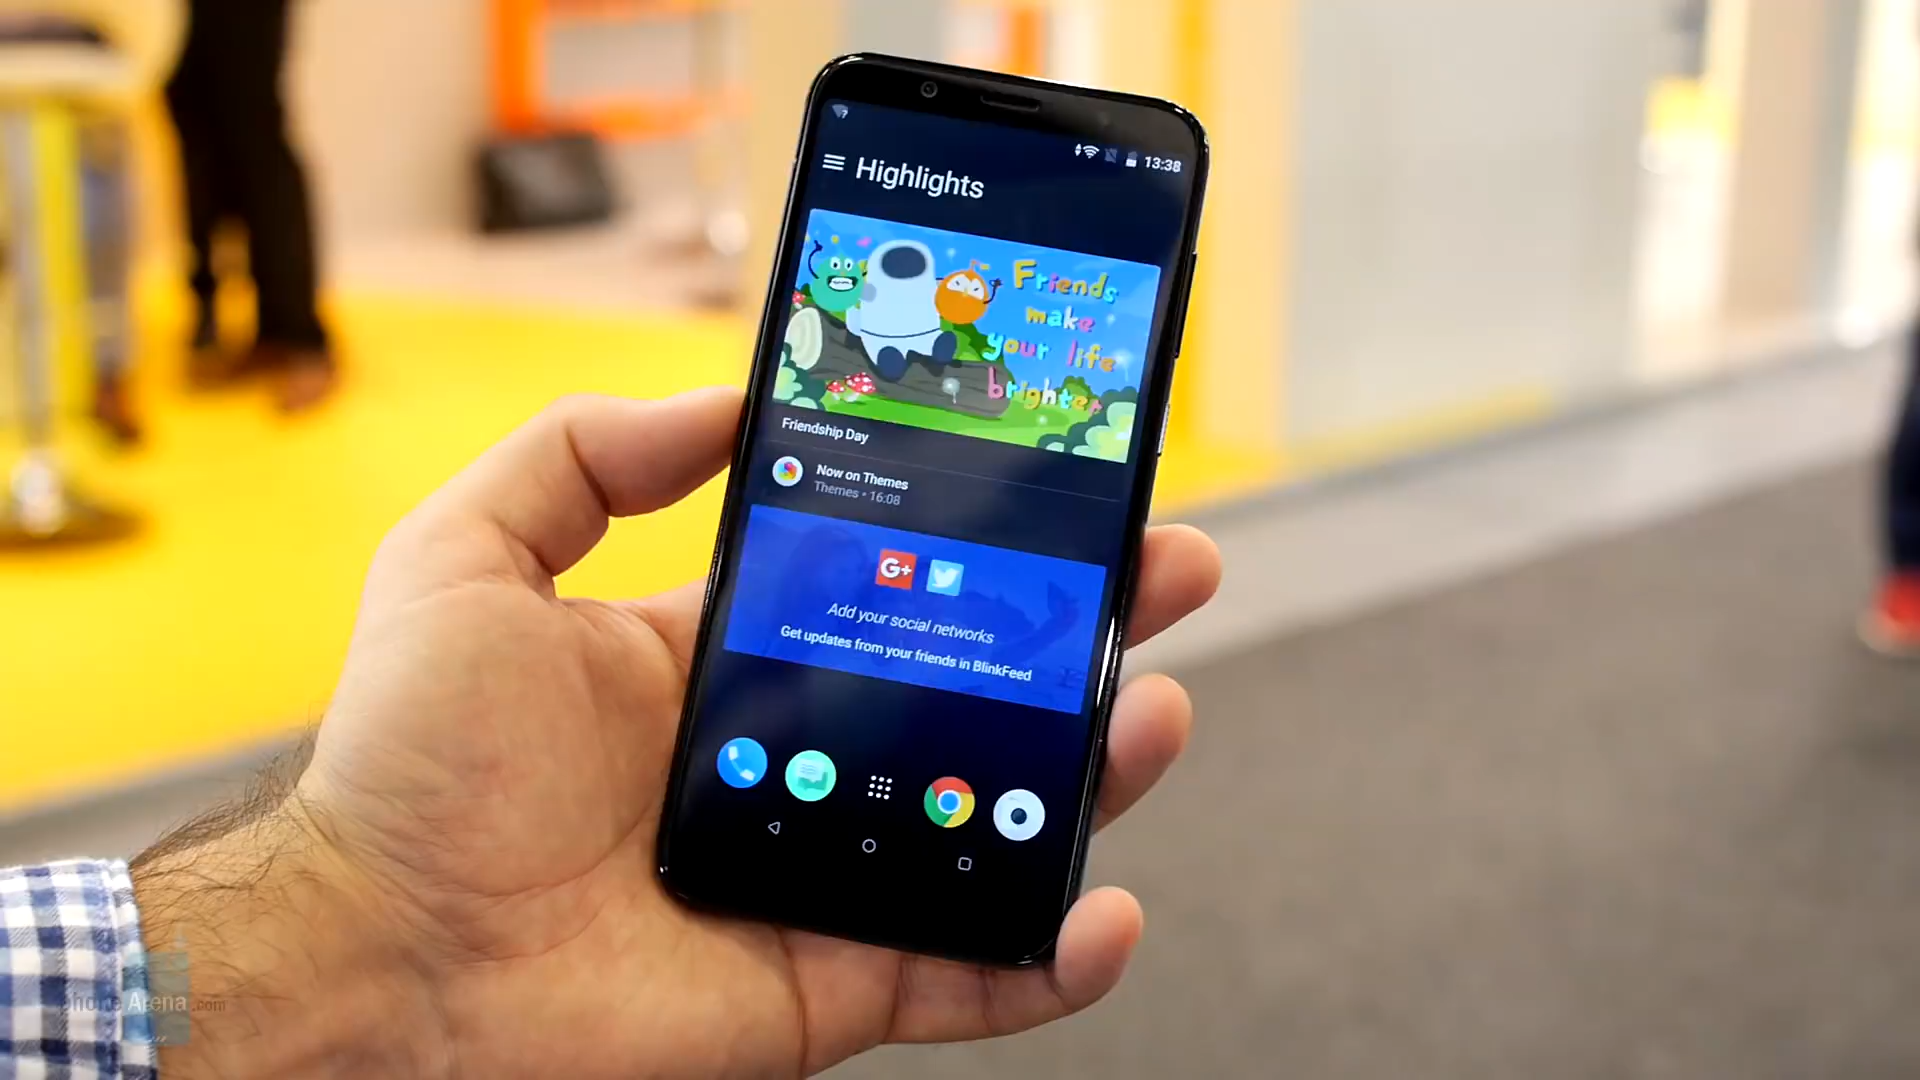 13:38
Highlights
Friends
make
your life
brighter
Friendship Day
Now on Themes
Themes • 16:08
G+
Add your social networks
Get updates from your friends in BlinkFeed
phoneArena.com